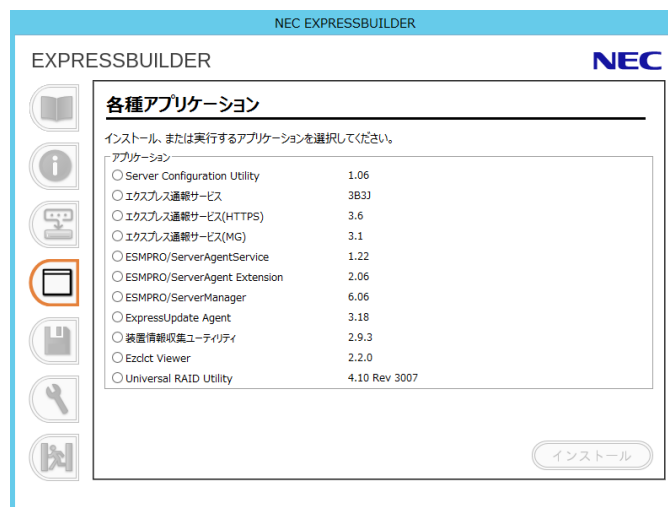 NEC EXPRESSBUILDER
EXPRESSBUILDER
NEC
各種アプリケーション
インストール、または実行するアプリケーションを選択してください。
アプリケーション
Server Configuration Utility 1.06
エクスプレス通報サービス 3B3J
エクスプレス通報サービス(HTTPS) 3.6
エクスプレス通報サービス(MG) 3.1
ESMPRO/ServerAgentService 1.22
ESMPRO/ServerAgent Extension 2.06
ESMPRO/ServerManager 6.06
ExpressUpdate Agent 3.18
装置情報収集ユーティリティ 2.9.3
Ezclct Viewer 2.2.0
Universal RAID Utility 4.10 Rev 3007
インストール